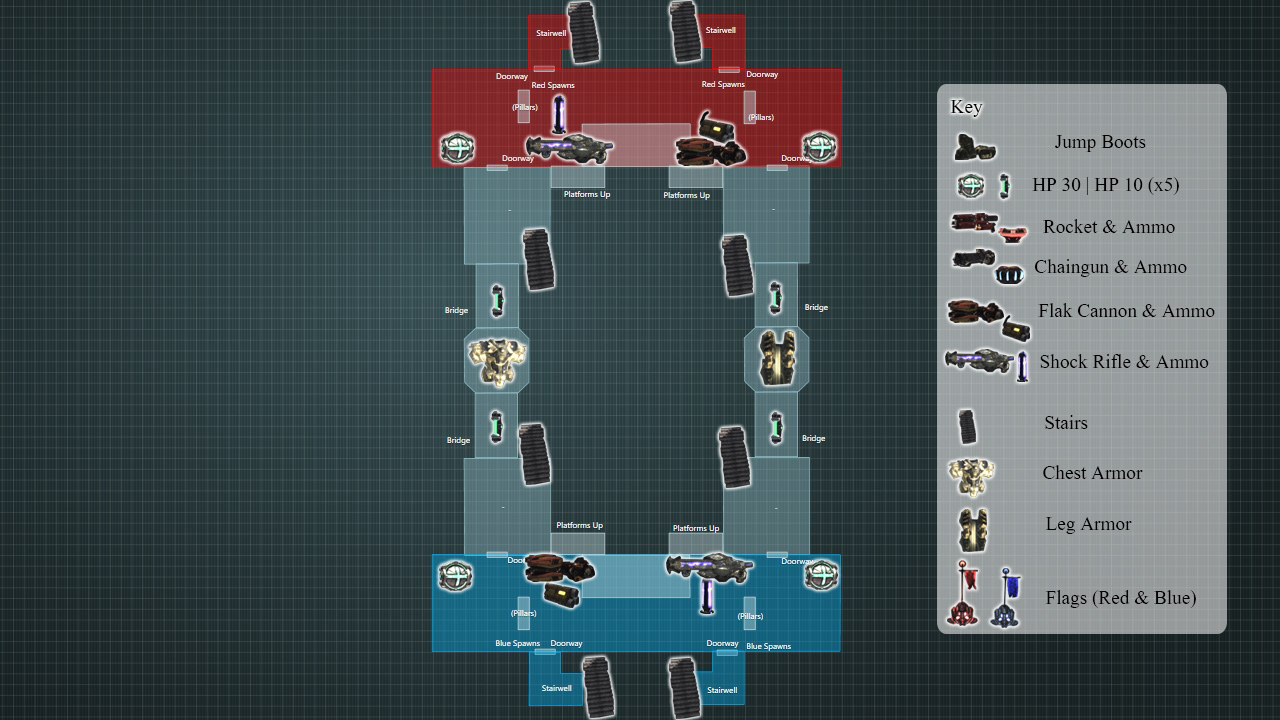 Stairwell
Stairwell
Doorway
Doorway
Red Spawns
Red Spawns
(Pillars)
(Pillars)
Doorway
Doorway
Platforms Up
Platforms Up
Bridge
Bridge
Bridge
Bridge
Platforms Up
Platforms Up
Doorway
(Pillars)
(Pillars)
Blue Spawns
Doorway
Doorway
Blue Spawns
Stairwell
Stairwell
Key
Jump Boots
HP 30 | HP 10 (x5)
Rocket & Ammo
Chaingun & Ammo
Flak Cannon & Ammo
Shock Rifle & Ammo
Stairs
Chest Armor
Leg Armor
Flags (Red & Blue)